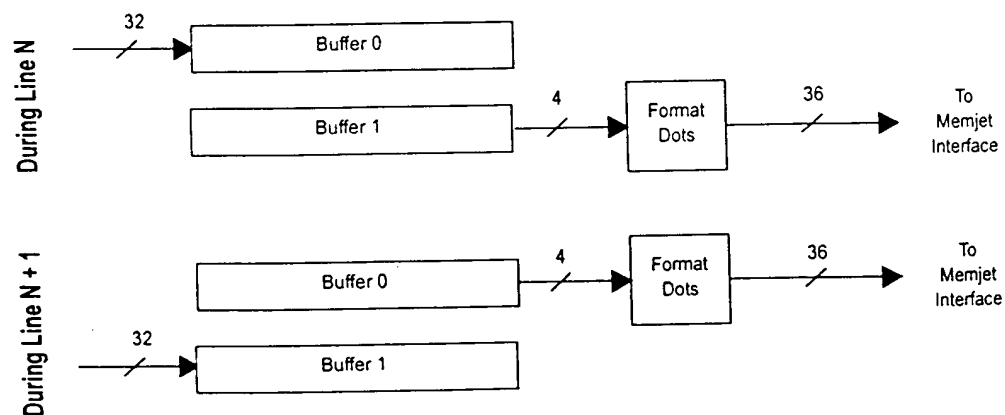 During Line N
32
Buffer 0
Buffer 1
4
Format
Dots
36
To
Memjet
Interface
During Line N + 1
Buffer 0
4
Format
Dots
36
To
Memjet
Interface
32
Buffer 1